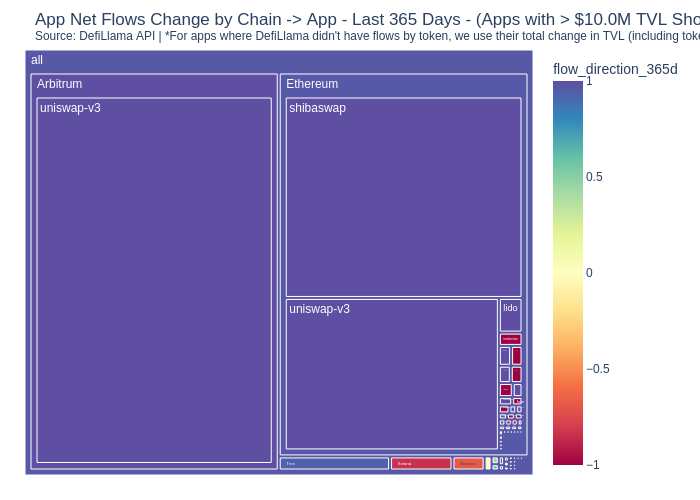 App Net Flows Change by Chain -> App - Last 365 Days - (Apps with > $10.0M TVL Sho
Source: DefiLlama API | *For apps where DefiLlama didn't have flows by token, we use their total change in TVL (including toke
all
flow_direction_365d
Arbitrum
Ethereum
uniswap-v3
shibaswap
uniswap-v3
lido
Tron
Solana
1
0.5
0
−0.5
−1